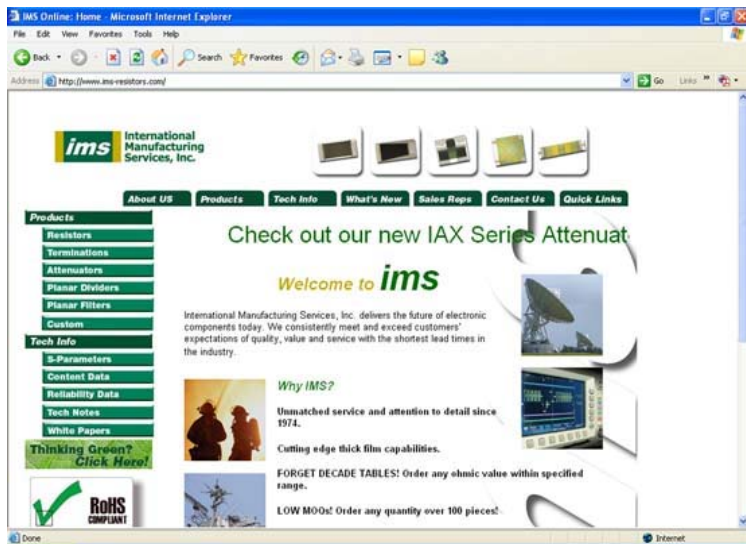 IMS Online: Home - Microsoft Internet Explorer
File Edit View Favorites Tools Help
Back Search Favorites
Address http://www.ims-resistors.com/ Go Links »
ims International
Manufacturing
Services, Inc.
About US Products Tech Info What's New Sales Reps Contact Us Quick Links
Products
Resistors
Terminations
Attenuators
Planar Dividers
Planar Filters
Custom
Tech Info
S-Parameters
Content Data
Reliability Data
Tech Notes
White Papers
Thinking Green?
Click Here!
RoHS
COMPLIANT
Check out our new IAX Series Attenuat
Welcome to ims
International Manufacturing Services, Inc. delivers the future of electronic
components today. We consistently meet and exceed customers'
expectations of quality, value and service with the shortest lead times in
the industry.
Why IMS?
Unmatched service and attention to detail since
1974.
Cutting edge thick film capabilities.
FORGET DECADE TABLES! Order any ohmic value within specified
range.
LOW MOQs! Order any quantity over 100 pieces!
Done Internet